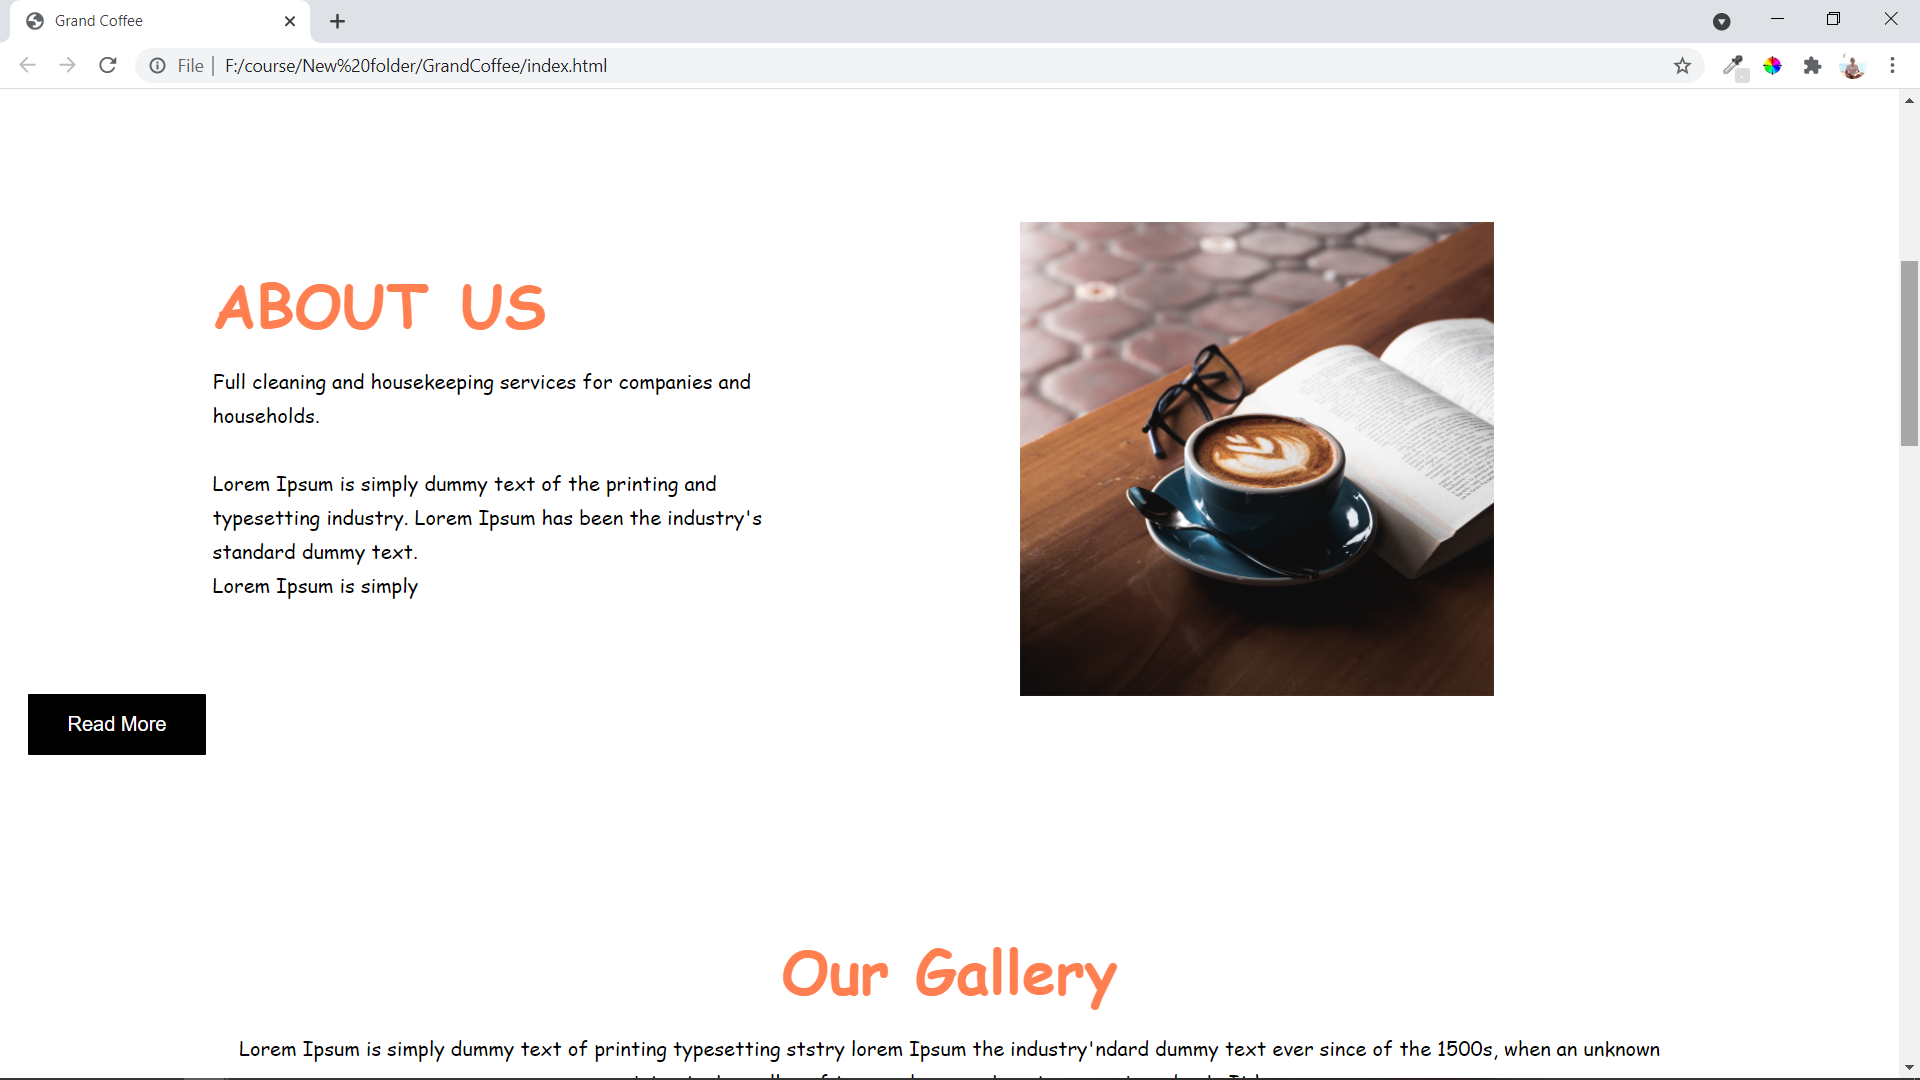 Grand Coffee
File | F:/course/New%20folder/GrandCoffee/index.html
ABOUT US
Full cleaning and housekeeping services for companies and
households.
Lorem Ipsum is simply dummy text of the printing and
typesetting industry. Lorem Ipsum has been the industry's
standard dummy text.
Lorem Ipsum is simply
Read More
Our Gallery
Lorem Ipsum is simply dummy text of printing typesetting ststry lorem Ipsum the industry'ndard dummy text ever since of the 1500s, when an unknown